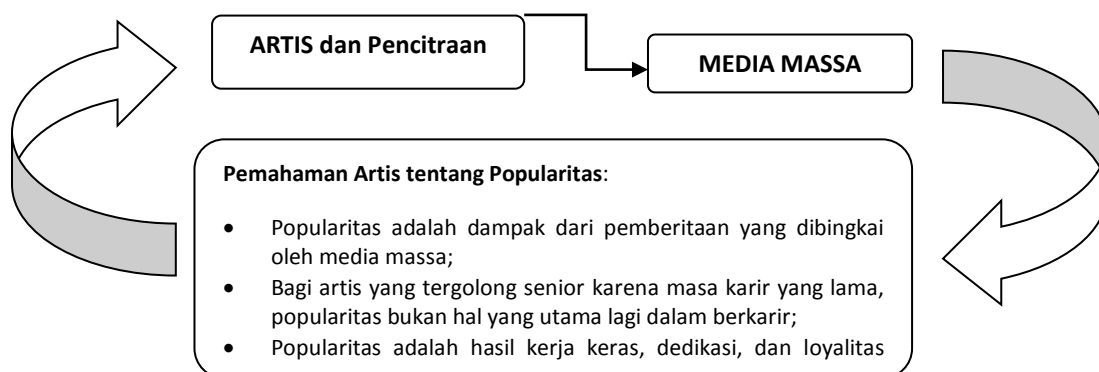 ARTIS dan Pencitraan
MEDIA MASSA
Pemahaman Artis tentang Popularitas:
• Popularitas adalah dampak dari pemberitaan yang dibingkai
oleh media massa;
• Bagi artis yang tergolong senior karena masa karir yang lama,
popularitas bukan hal yang utama lagi dalam berkarir;
• Popularitas adalah hasil kerja keras, dedikasi, dan loyalitas